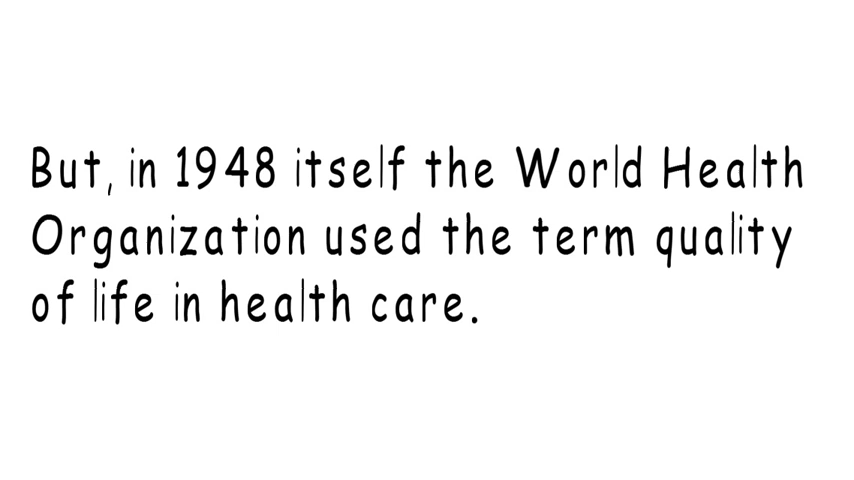 But, in 1948 itself the World Health
Organization used the term quality
of life in health care.